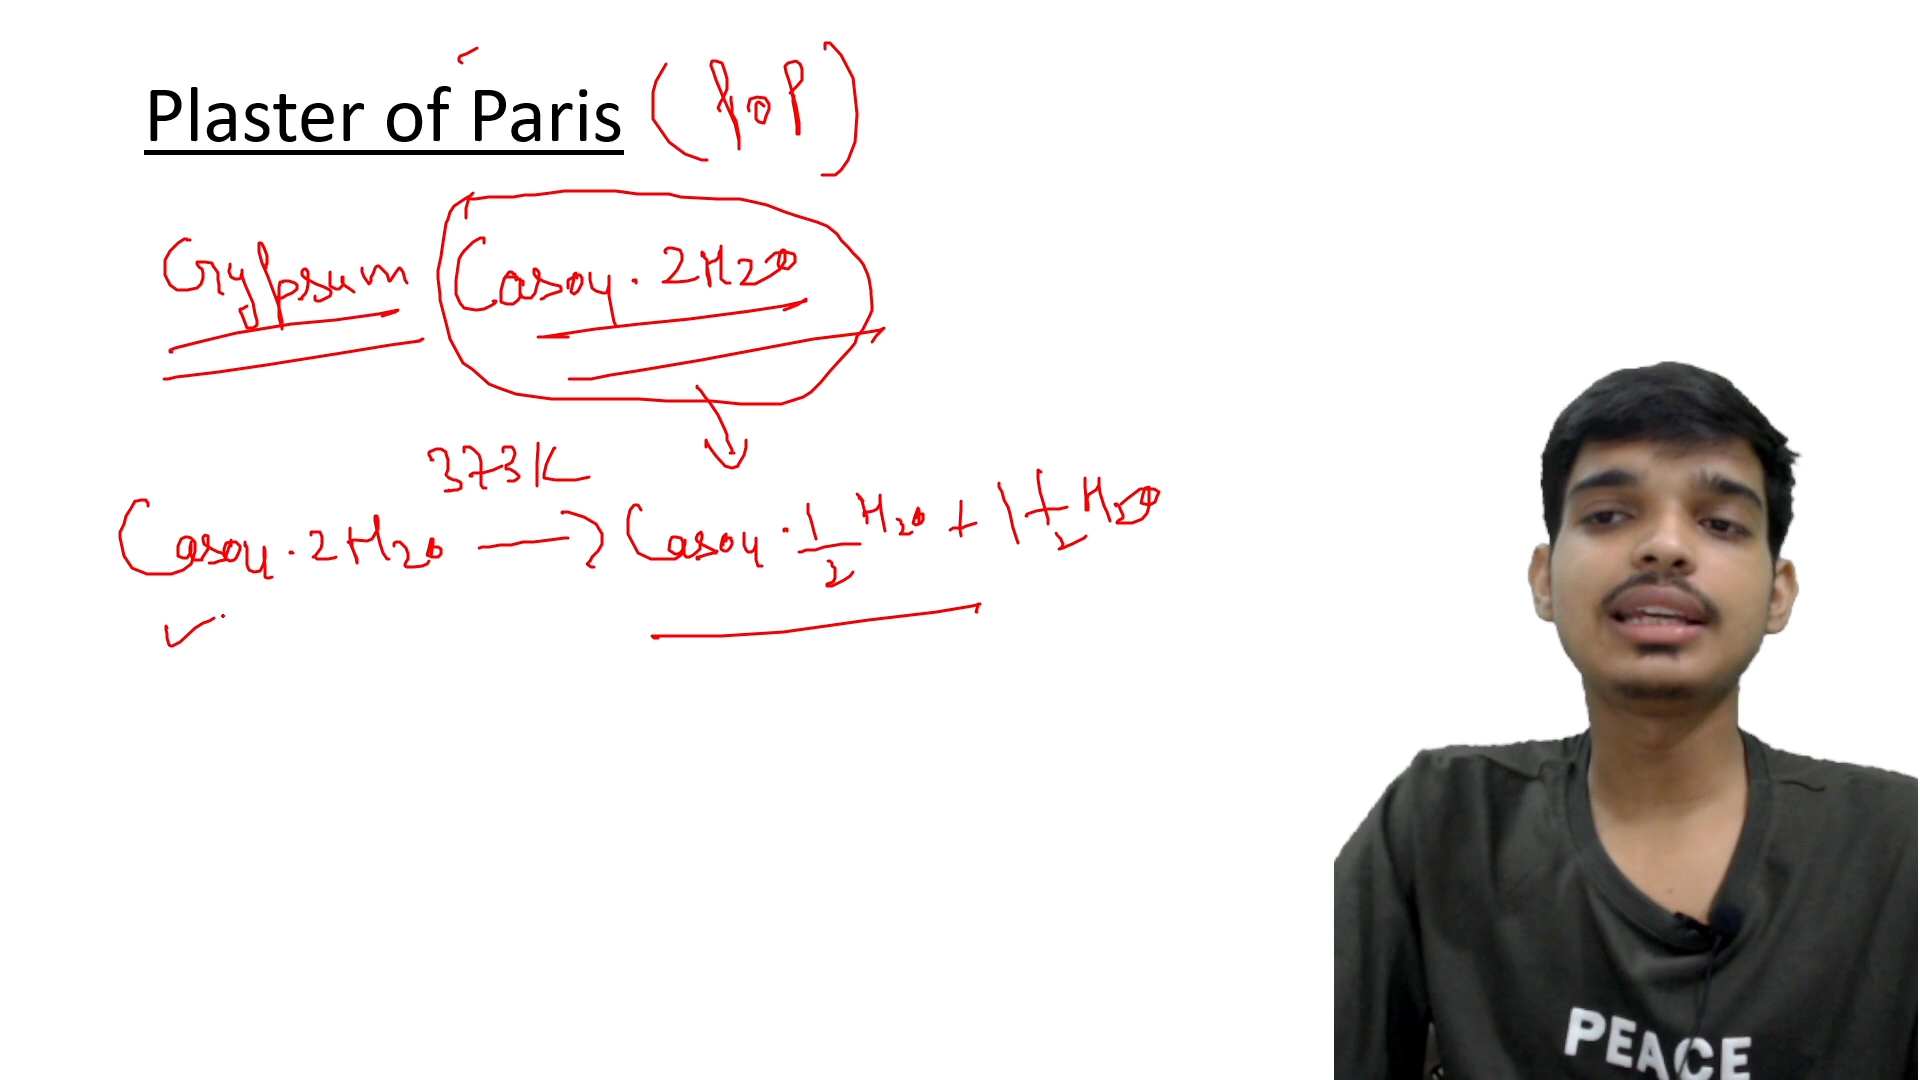 Plaster of Paris (POP)
Gypsum CaSO4 . 2H2O
373K
CaSO4 . 2H2O → CaSO4 . 1/2 H2O + 1 1/2 H2O
PEACE